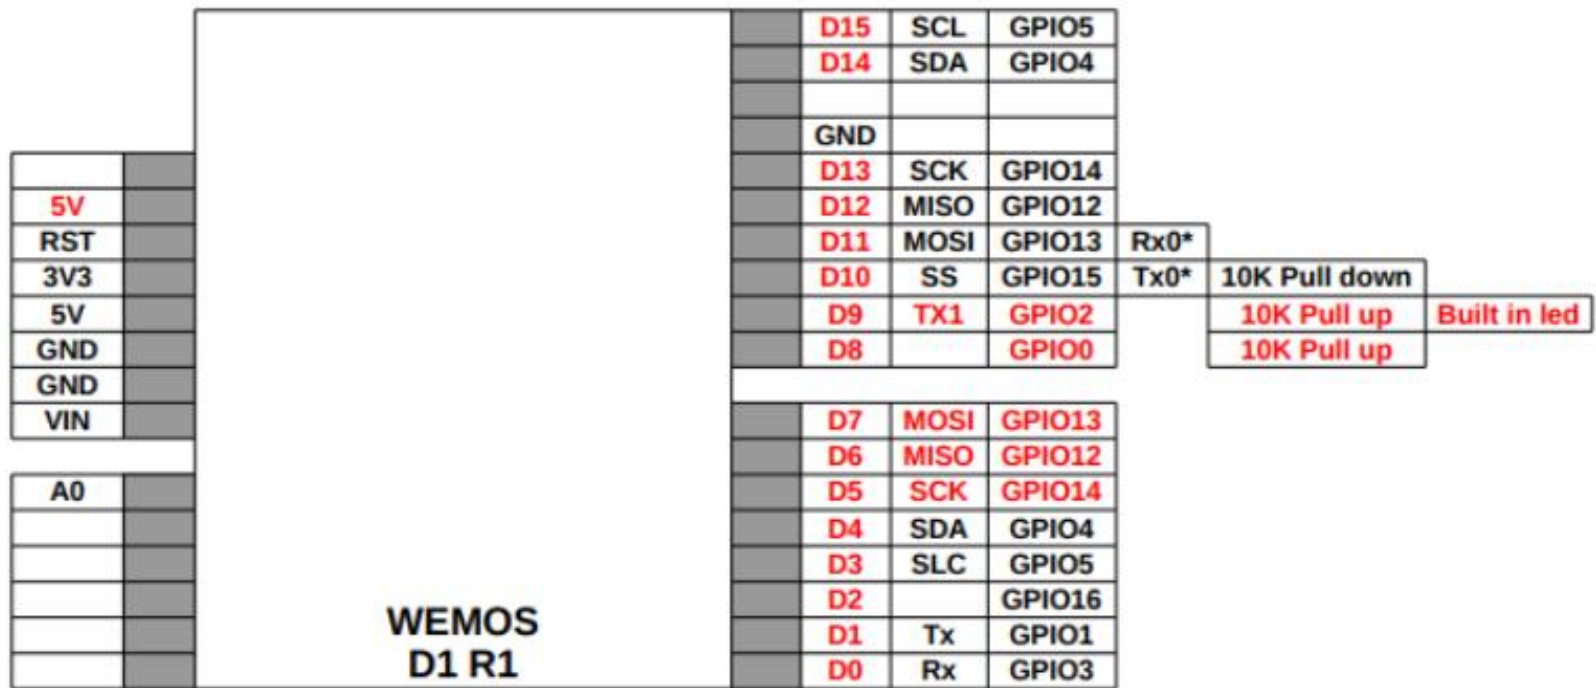 D15 SCL GPIO5
D14 SDA GPIO4
GND
D13 SCK GPIO14
5V D12 MISO GPIO12
RST D11 MOSI GPIO13 Rx0*
3V3 D10 SS GPIO15 Tx0* 10K Pull down
5V D9 TX1 GPIO2 10K Pull up Built in led
GND D8 GPIO0 10K Pull up
GND
VIN D7 MOSI GPIO13
D6 MISO GPIO12
A0 D5 SCK GPIO14
D4 SDA GPIO4
D3 SLC GPIO5
D2 GPIO16
WEMOS D1 Tx GPIO1
D1 R1 D0 Rx GPIO3